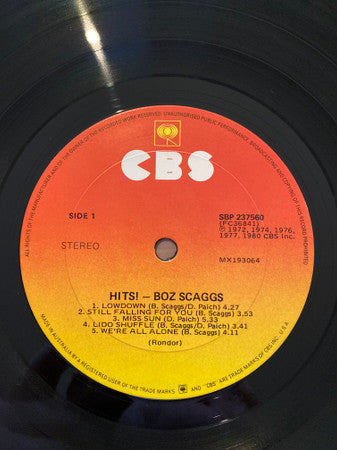 ALL RIGHTS OF THE MANUFACTURER AND OF THE OWNER OF THE RECORDED WORK RESERVED. UNAUTHORISED PUBLIC PERFORMANCE, BROADCASTING AND COPYING OF THIS RECORD PROHIBITED
CBS
SIDE 1
STEREO
SBP 237560
(FC36841)
℗ 1972, 1974, 1976,
1977, 1980 CBS Inc.
MX193064
HITS! – BOZ SCAGGS
1. LOWDOWN (B. Scaggs/D. Paich) 4.27
2. STILL FALLING FOR YOU (B. Scaggs) 3.53
3. MISS SUN (D. Paich) 5.33
4. LIDO SHUFFLE (B. Scaggs/D. Paich) 3.41
5. WE'RE ALL ALONE (B. Scaggs) 4.11
(Rondor)
MADE IN AUSTRALIA BY A REGISTERED USER OF THE TRADE MARKS
AND "CBS" ARE TRADE MARKS OF CBS INC. U.S.A.